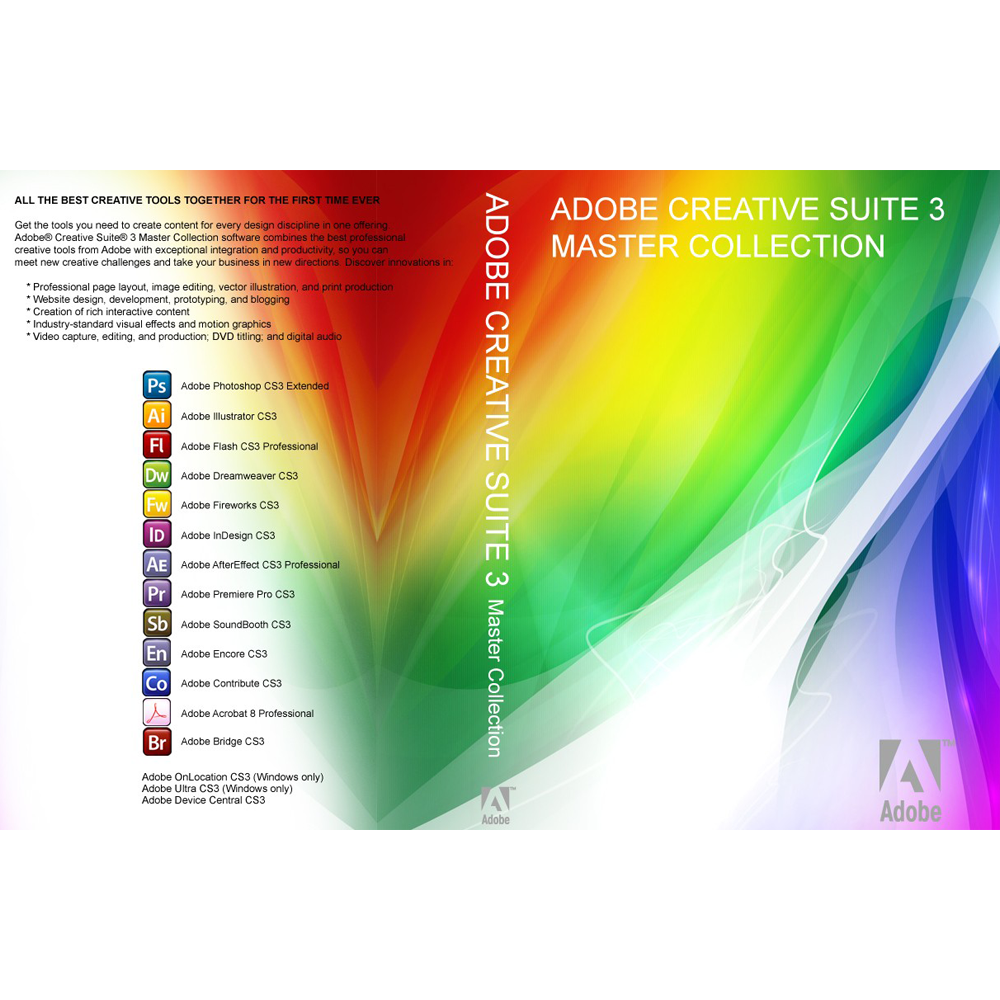 ALL THE BEST CREATIVE TOOLS TOGETHER FOR THE FIRST TIME EVER
Get the tools you need to create content for every design discipline in one offering.
Adobe® Creative Suite® 3 Master Collection software combines the best professional
creative tools from Adobe with exceptional integration and productivity, so you can
meet new creative challenges and take your business in new directions. Discover innovations in:
* Professional page layout, image editing, vector illustration, and print production
* Website design, development, prototyping, and blogging
* Creation of rich interactive content
* Industry-standard visual effects and motion graphics
* Video capture, editing, and production; DVD titling; and digital audio
Ps Adobe Photoshop CS3 Extended
Ai Adobe Illustrator CS3
Fl Adobe Flash CS3 Professional
Dw Adobe Dreamweaver CS3
Fw Adobe Fireworks CS3
ID Adobe InDesign CS3
AE Adobe AfterEffect CS3 Professional
Pr Adobe Premiere Pro CS3
Sb Adobe SoundBooth CS3
En Adobe Encore CS3
Co Adobe Contribute CS3
Adobe Acrobat 8 Professional
Br Adobe Bridge CS3
Adobe OnLocation CS3 (Windows only)
Adobe Ultra CS3 (Windows only)
Adobe Device Central CS3
ADOBE CREATIVE SUITE 3 Master Collection
Adobe™
ADOBE CREATIVE SUITE 3
MASTER COLLECTION
Adobe™